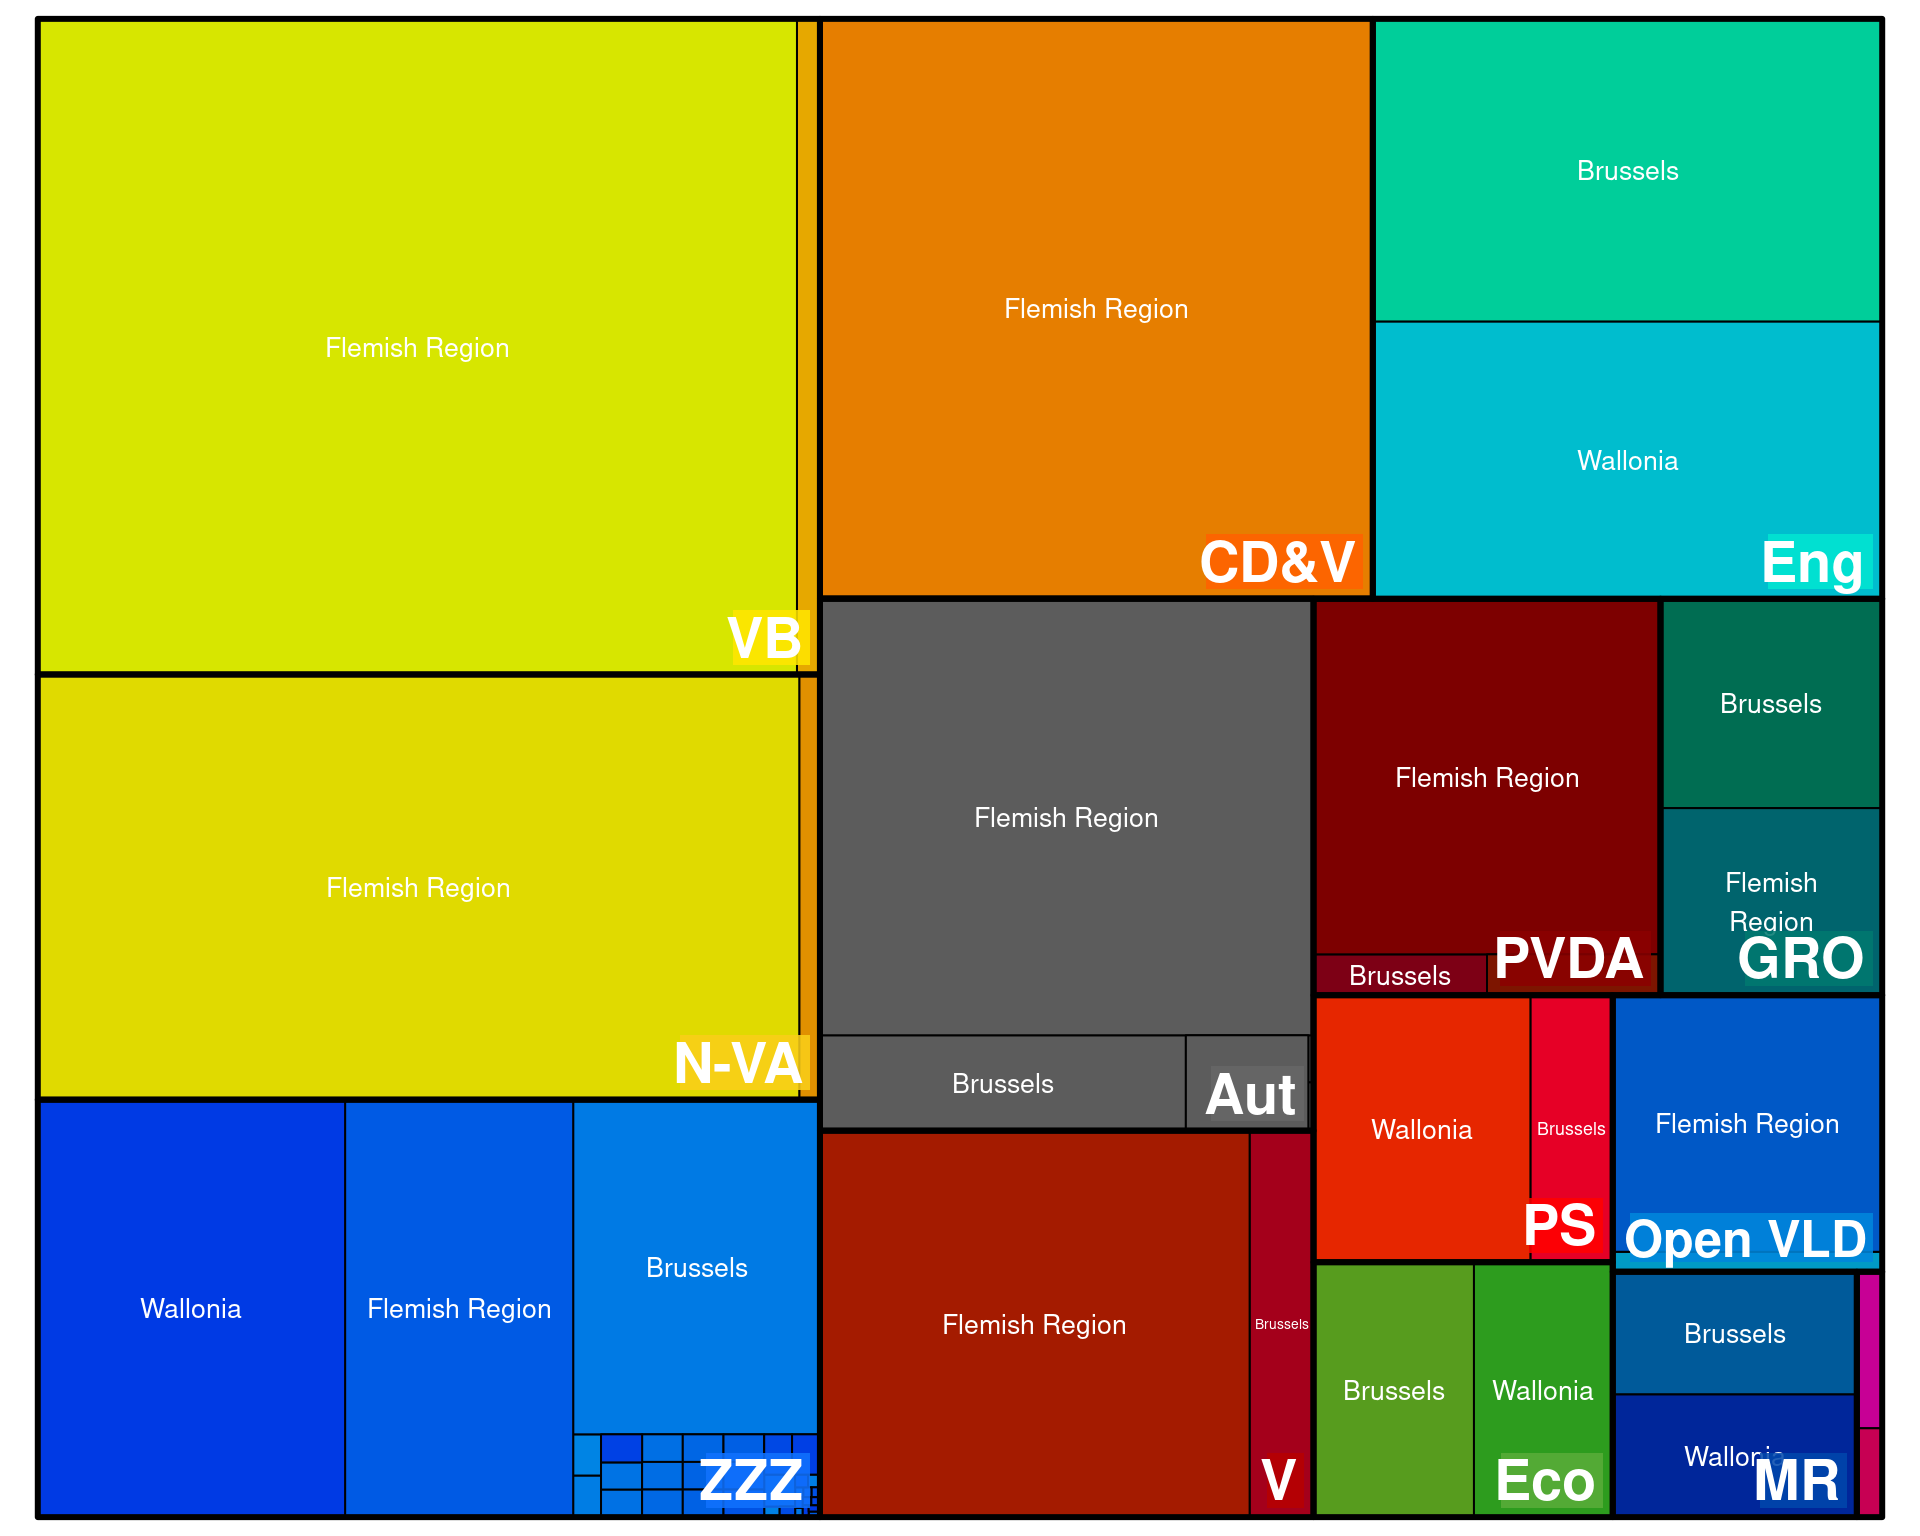 Flemish Region
VB
Flemish Region
N-VA
Wallonia
Flemish Region
Brussels
ZZZ
Flemish Region
CD&V
Brussels
Wallonia
Eng
Flemish Region
Brussels
Aut
Flemish Region
Brussels
V
Flemish Region
Brussels
PVDA
Brussels
Flemish
Region
GRO
Wallonia
Brussels
PS
Flemish Region
Open VLD
Brussels
Wallonia
Eco
Brussels
Wallonia
MR